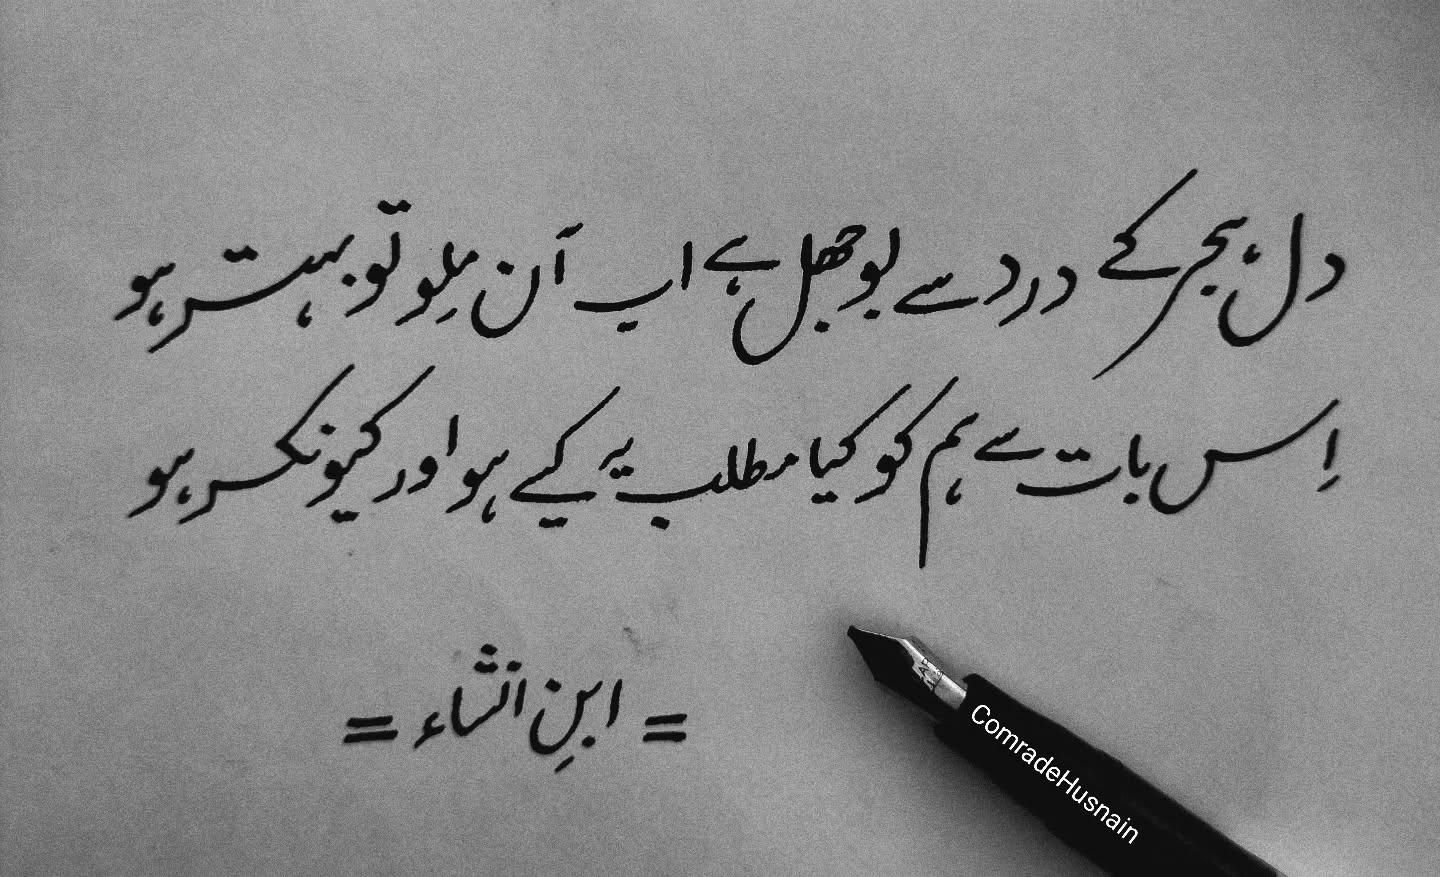 دل ہجر کے درد سے بوجھل ہے اب آن مِلو تو بہتر ہو
اِس بات سے ہم کو کیا مطلب یہ کیسے ہو اور کیونکر ہو
= ابنِ انشاء =
ComradeHusnain